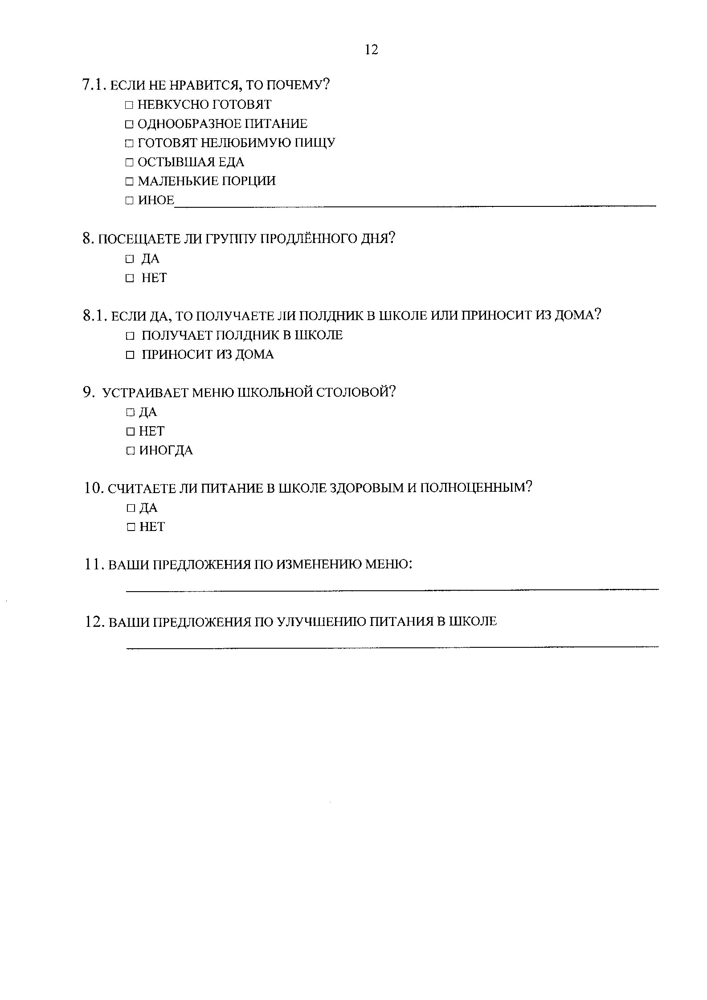 12
7.1. ЕСЛИ НЕ НРАВИТСЯ, ТО ПОЧЕМУ?
□ НЕВКУСНО ГОТОВЯТ
□ ОДНООБРАЗНОЕ ПИТАНИЕ
□ ГОТОВЯТ НЕЛЮБИМУЮ ПИЩУ
□ ОСТЫВШАЯ ЕДА
□ МАЛЕНЬКИЕ ПОРЦИИ
□ ИНОЕ
8. ПОСЕЩАЕТЕ ЛИ ГРУППУ ПРОДЛЁННОГО ДНЯ?
□ ДА
□ НЕТ
8.1. ЕСЛИ ДА, ТО ПОЛУЧАЕТЕ ЛИ ПОЛДНИК В ШКОЛЕ ИЛИ ПРИНОСИТ ИЗ ДОМА?
□ ПОЛУЧАЕТ ПОЛДНИК В ШКОЛЕ
□ ПРИНОСИТ ИЗ ДОМА
9. УСТРАИВАЕТ МЕНЮ ШКОЛЬНОЙ СТОЛОВОЙ?
□ ДА
□ НЕТ
□ ИНОГДА
10. СЧИТАЕТЕ ЛИ ПИТАНИЕ В ШКОЛЕ ЗДОРОВЫМ И ПОЛНОЦЕННЫМ?
□ ДА
□ НЕТ
11. ВАШИ ПРЕДЛОЖЕНИЯ ПО ИЗМЕНЕНИЮ МЕНЮ:
12. ВАШИ ПРЕДЛОЖЕНИЯ ПО УЛУЧШЕНИЮ ПИТАНИЯ В ШКОЛЕ